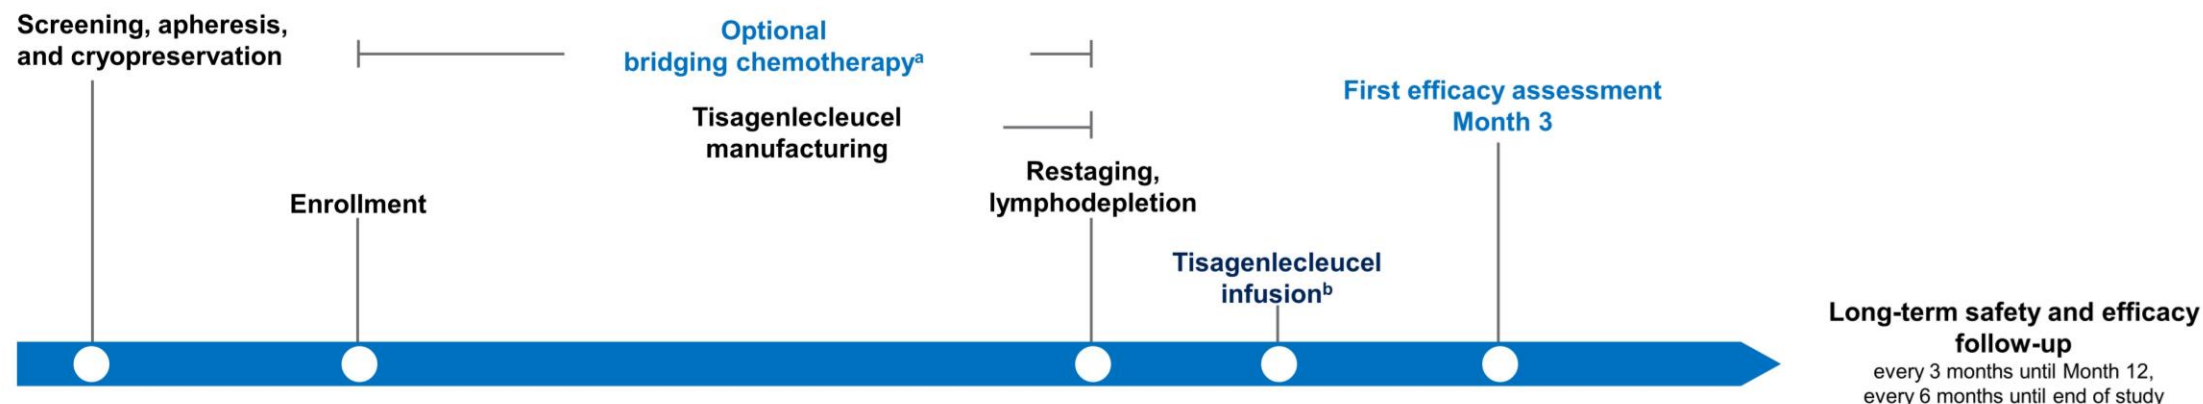 Screening, apheresis,
and cryopreservation
Optional
bridging chemotherapyᵃ
Tisagenlecleucel
manufacturing
Enrollment
Restaging,
lymphodepletion
Tisagenlecleucel
infusionᵇ
First efficacy assessment
Month 3
Long-term safety and efficacy
follow-up
every 3 months until Month 12,
every 6 months until end of study